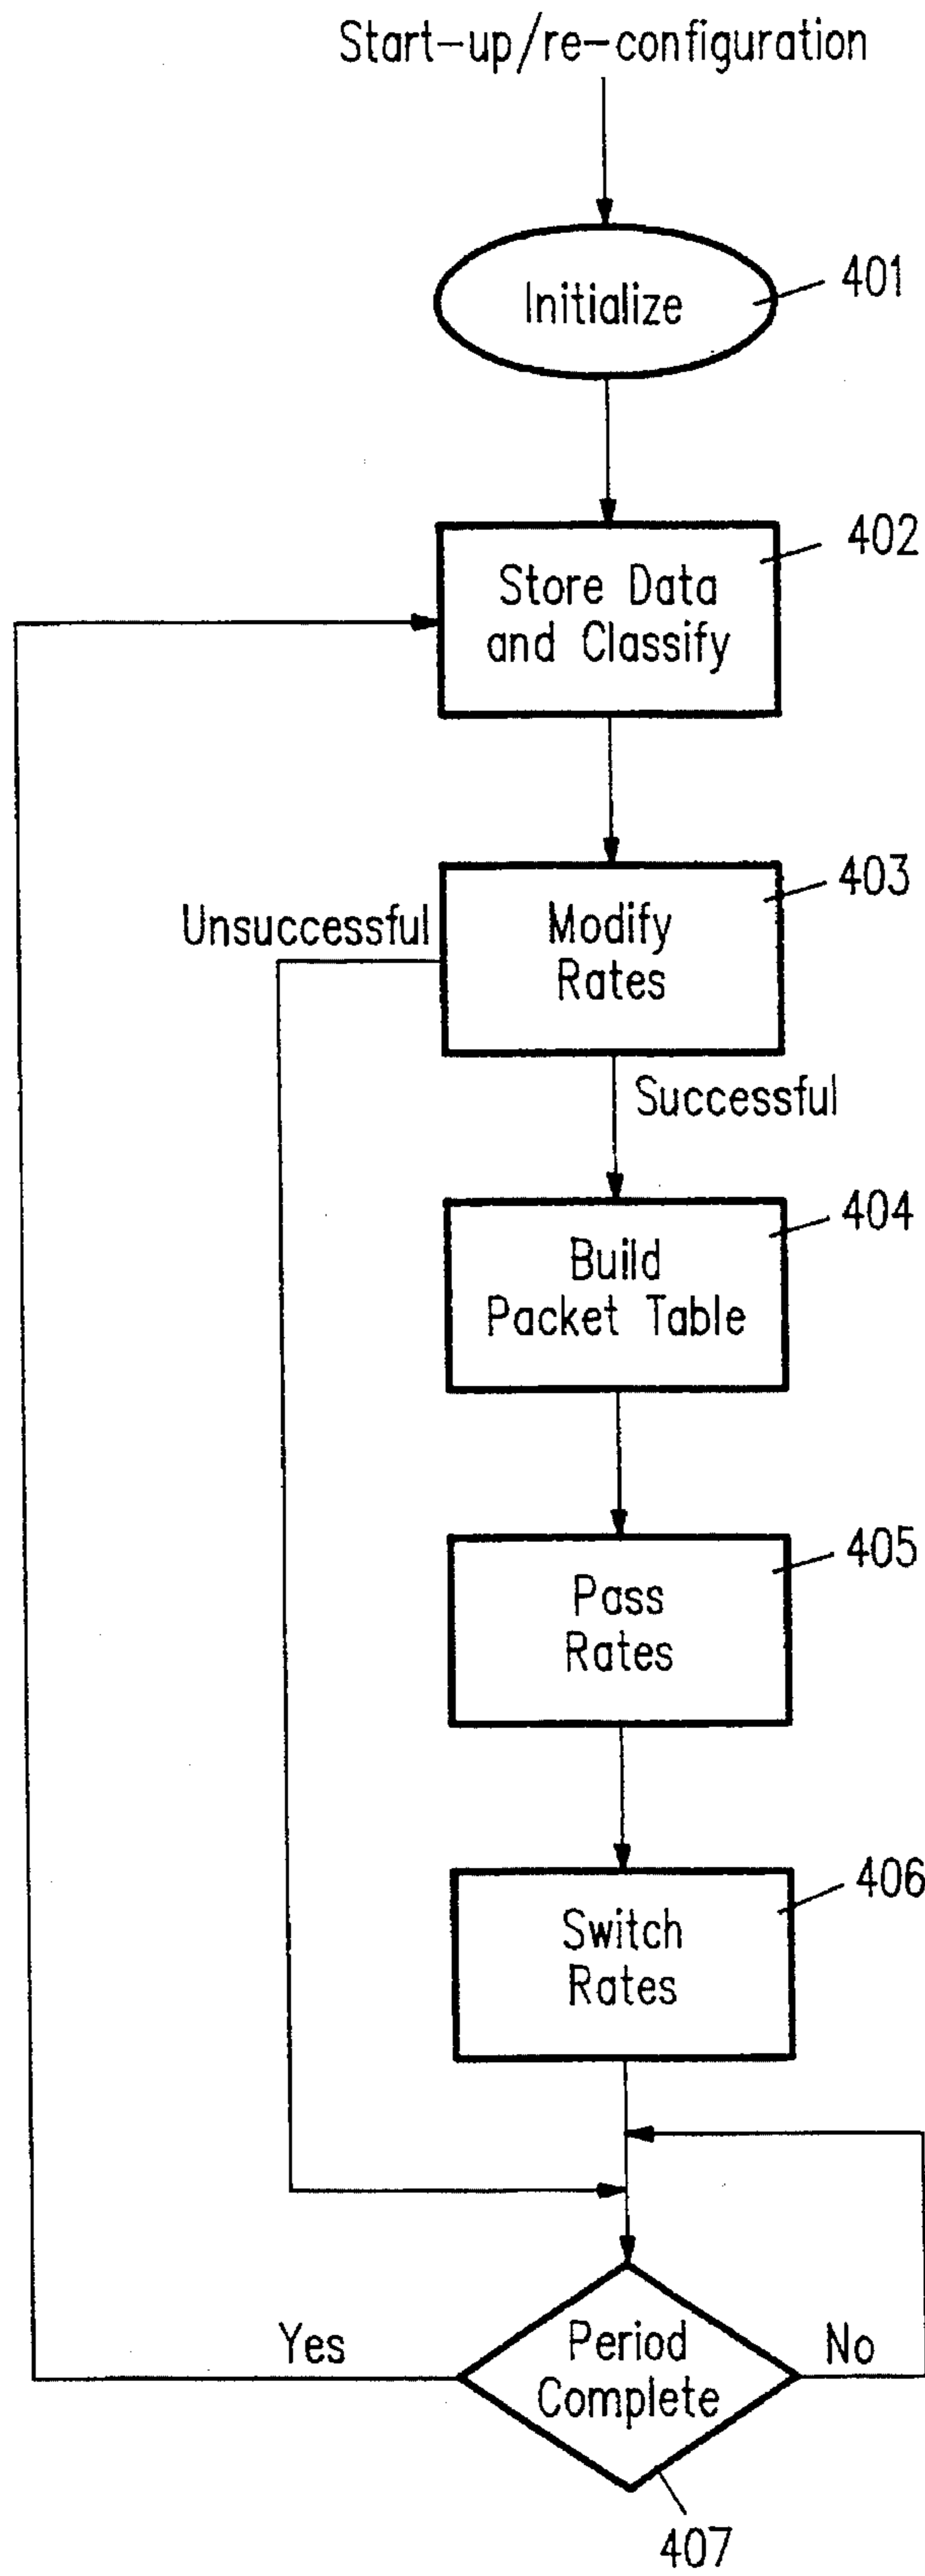 Start-up/re-configuration
Initialize
401
Store Data
and Classify
402
Unsuccessful
Modify
Rates
403
Successful
Build
Packet Table
404
Pass
Rates
405
Switch
Rates
406
Yes
Period
Complete
No
407